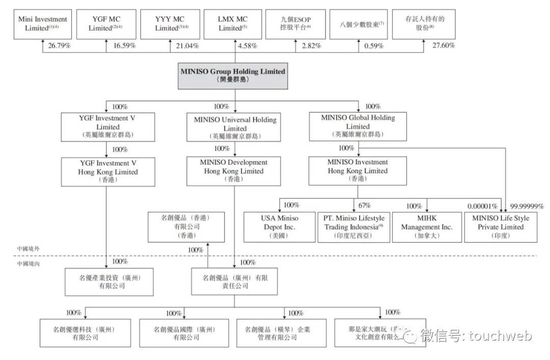 Mini Investment
Limited(1)(5)
YGF MC
Limited(2)(4)
YYY MC
Limited(3)(4)
LMX MC
Limited(5)
九個ESOP
控股平台(6)
八個少數股東(7)
存託人持有的
股份(8)
26.79%
16.59%
21.04%
4.58%
2.82%
0.59%
27.60%
MINISO Group Holding Limited
(開曼群島)
100%
100%
100%
YGF Investment V
Limited
(英屬維爾京群島)
MINISO Universal Holding
Limited
(英屬維爾京群島)
MINISO Global Holding
Limited
(英屬維爾京群島)
100%
100%
100%
YGF Investment V
Hong Kong Limited
(香港)
MINISO Development
Hong Kong Limited
(香港)
MINISO Investment
Hong Kong Limited
(香港)
100%
67%
100%
0.00001%
99.99999%
名創優品(香港)
有限公司
(香港)
USA Miniso
Depot Inc.
(美國)
PT. Miniso Lifestyle
Trading Indonesia(9)
(印度尼西亞)
MIHK
Management Inc.
(加拿大)
MINISO Life Style
Private Limited
(印度)
中國境外
中國境內
100%
100%
100%
名優產業投資(廣州)
有限公司
名創優品(廣州)有限
責任公司
100%
100%
100%
100%
名創優選科技(廣州)
有限公司
名創優品國際(廣州)
有限公司
名創優品(橫琴)企業
管理有限公司
那是家大潮玩
文化創意有限公司
微信号: touchweb